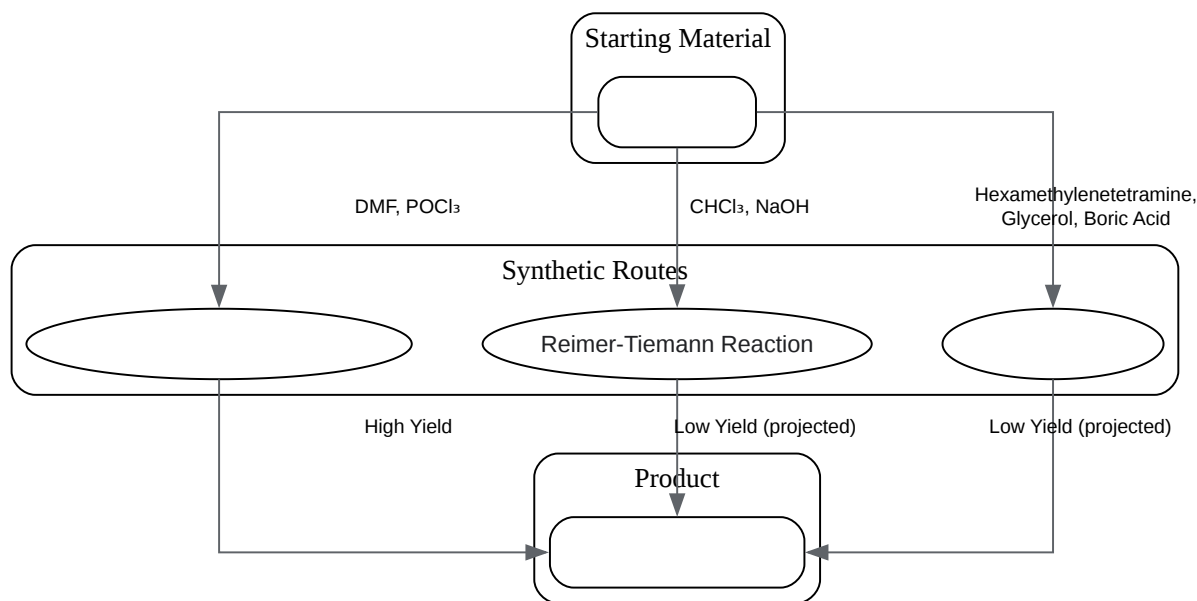 Starting Material
DMF, POCl₃
CHCl₃, NaOH
Hexamethylenetetramine,
Glycerol, Boric Acid
Synthetic Routes
Reimer-Tiemann Reaction
High Yield
Low Yield (projected)
Low Yield (projected)
Product